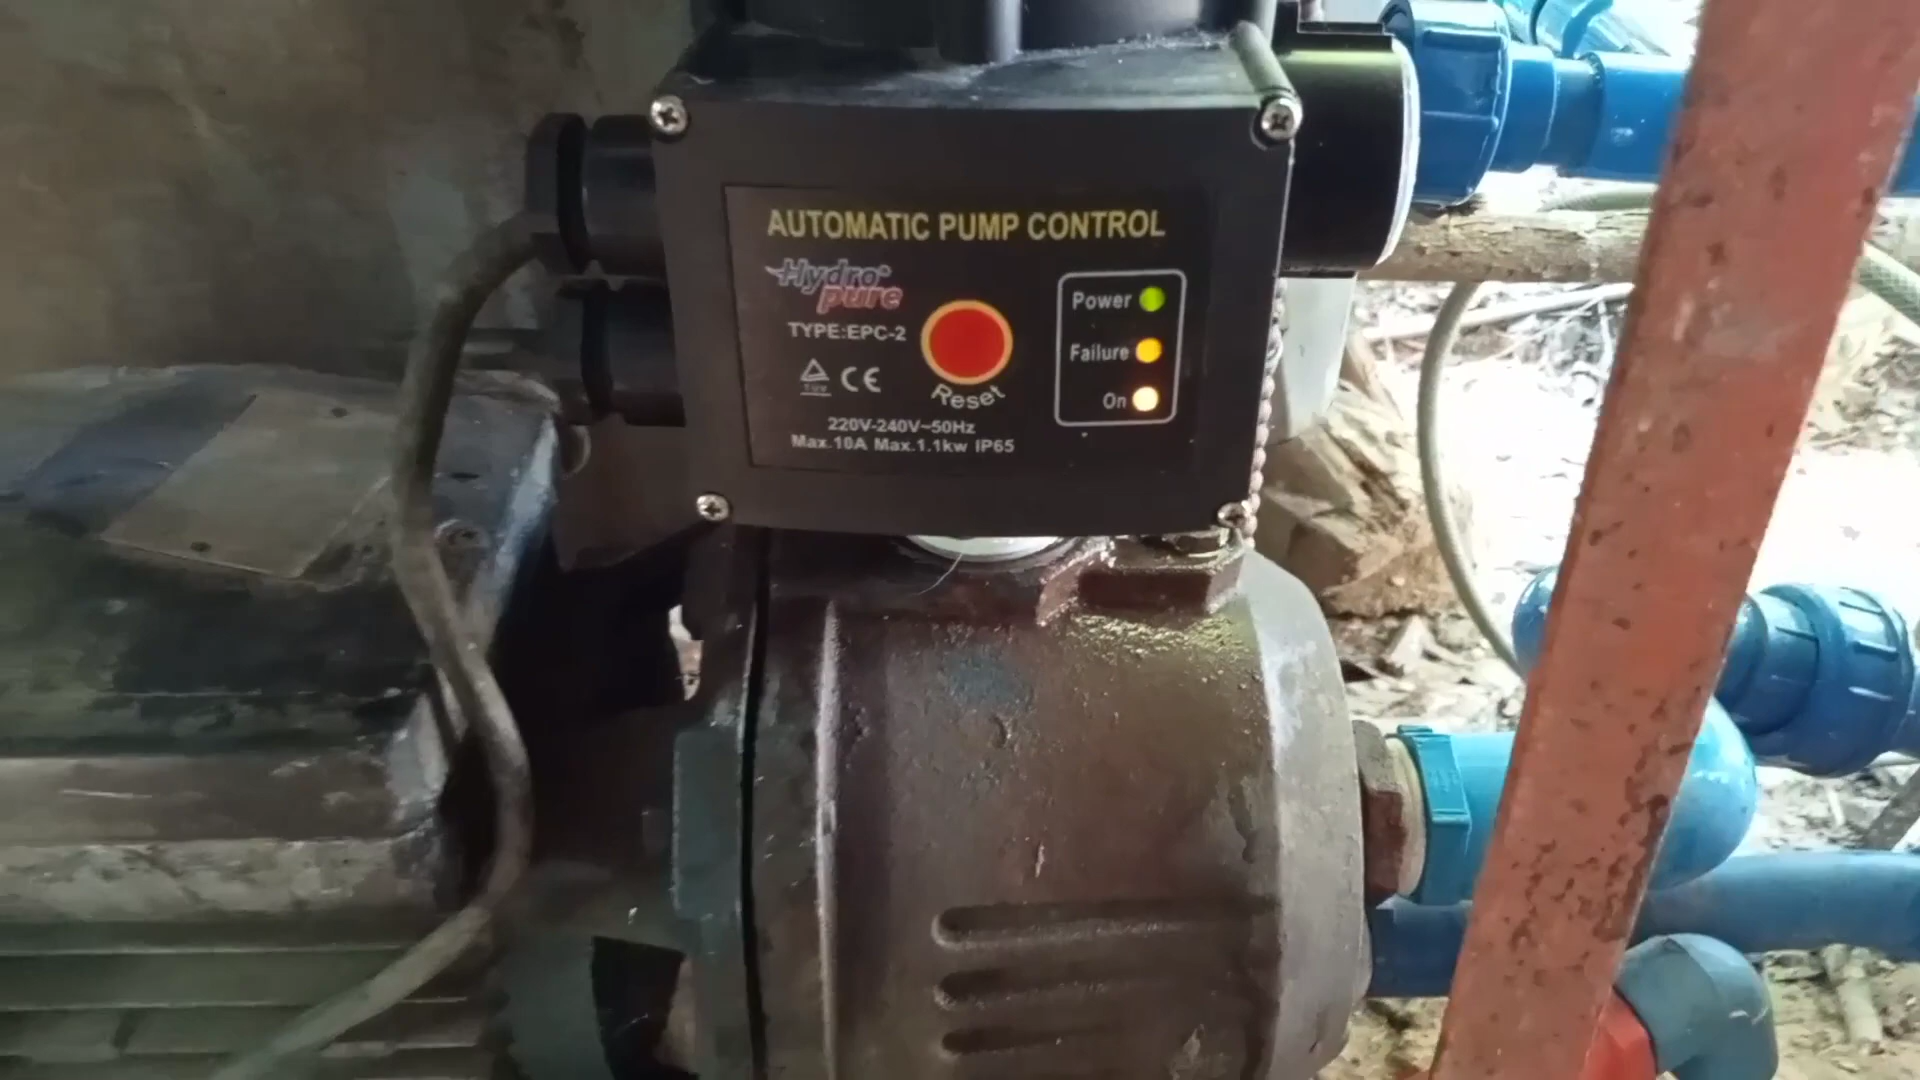 AUTOMATIC PUMP CONTROL
Hydro
pure
TYPE:EPC-2
TUV CE
Reset
Power
Failure
On
220V-240V~50Hz
Max.10A Max.1.1kw IP65